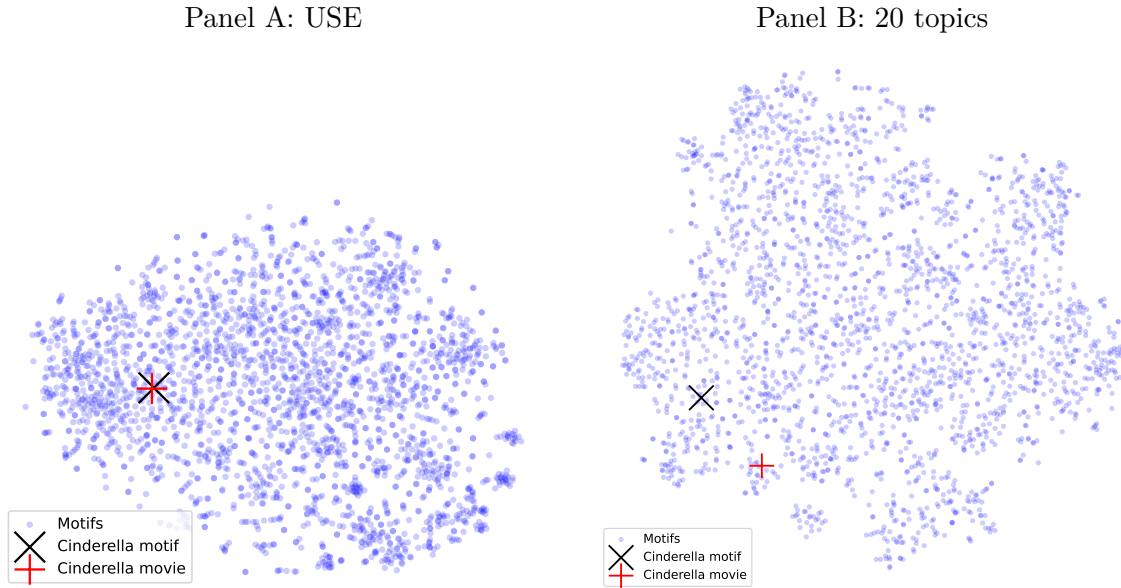 Panel A: USE
Panel B: 20 topics
Motifs
Cinderella motif
Cinderella movie
Motifs
Cinderella motif
Cinderella movie